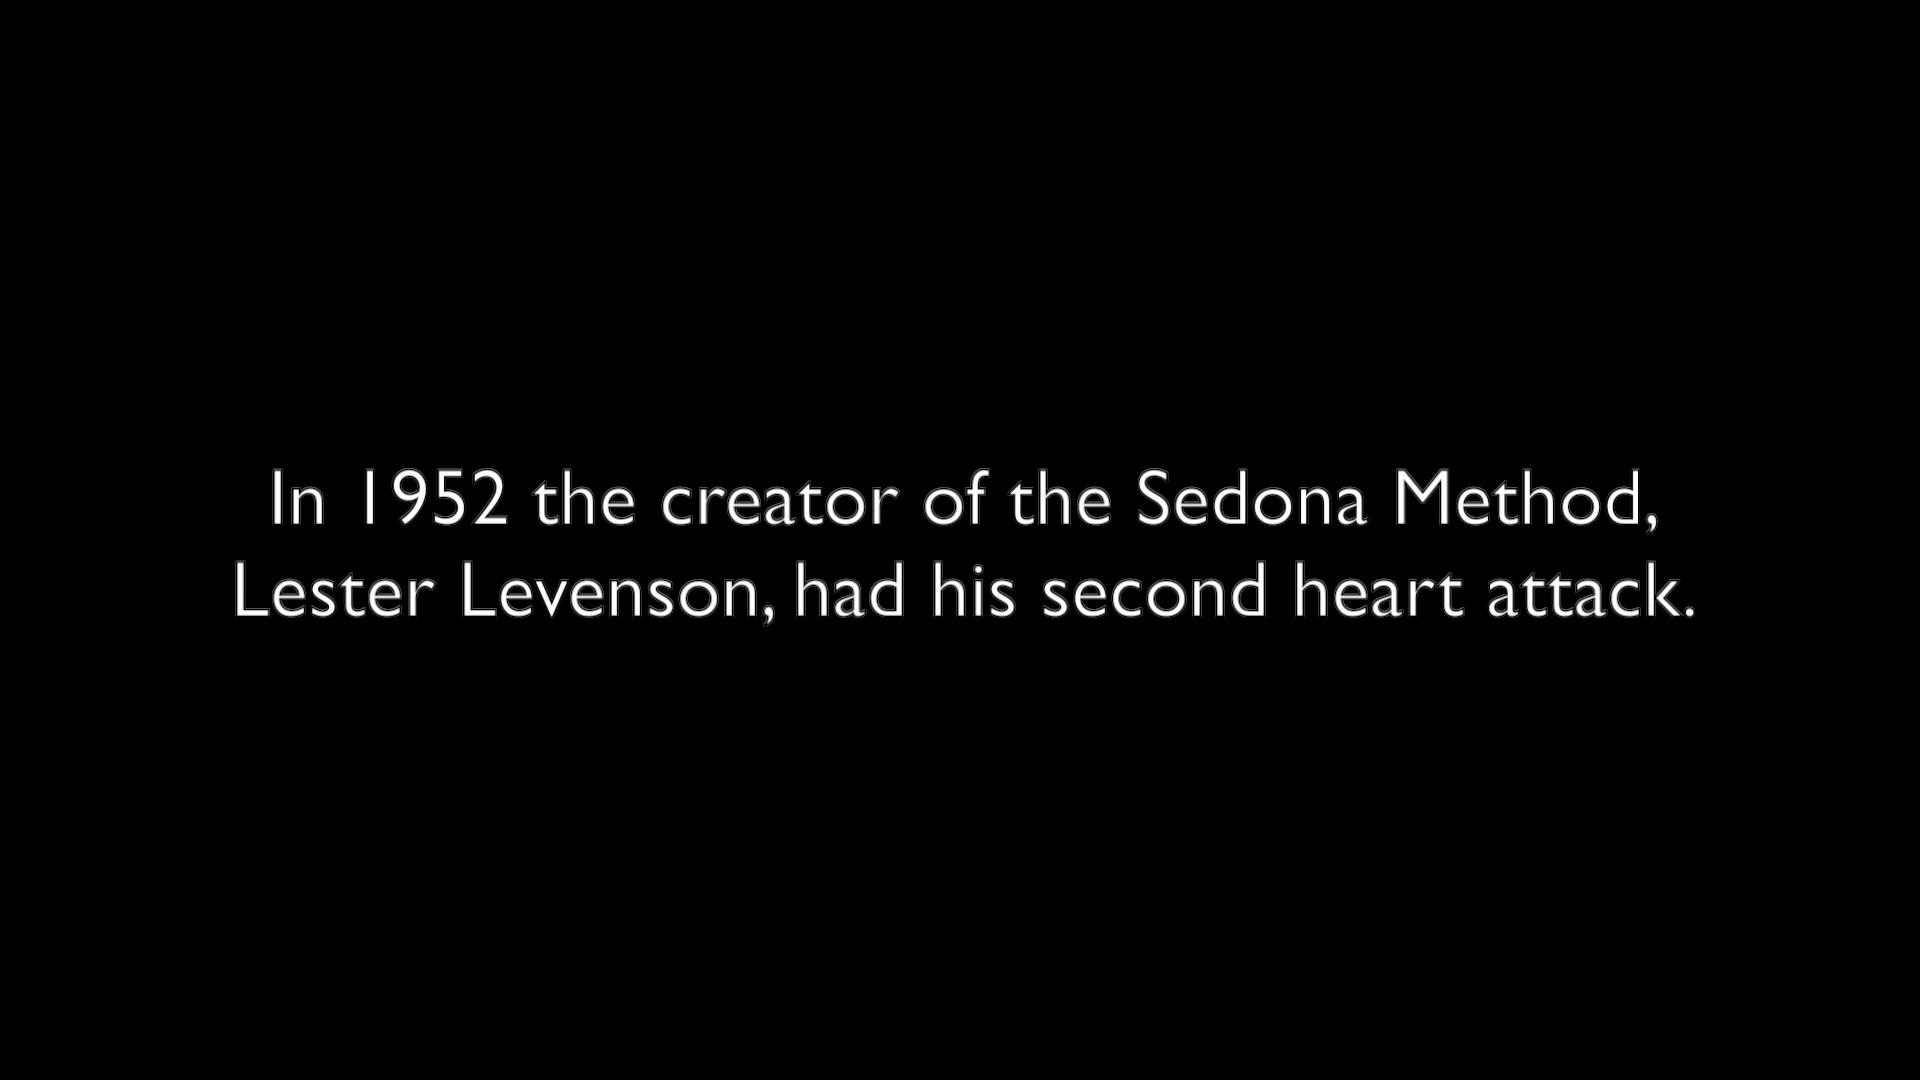 In 1952 the creator of the Sedona Method,
Lester Levenson, had his second heart attack.